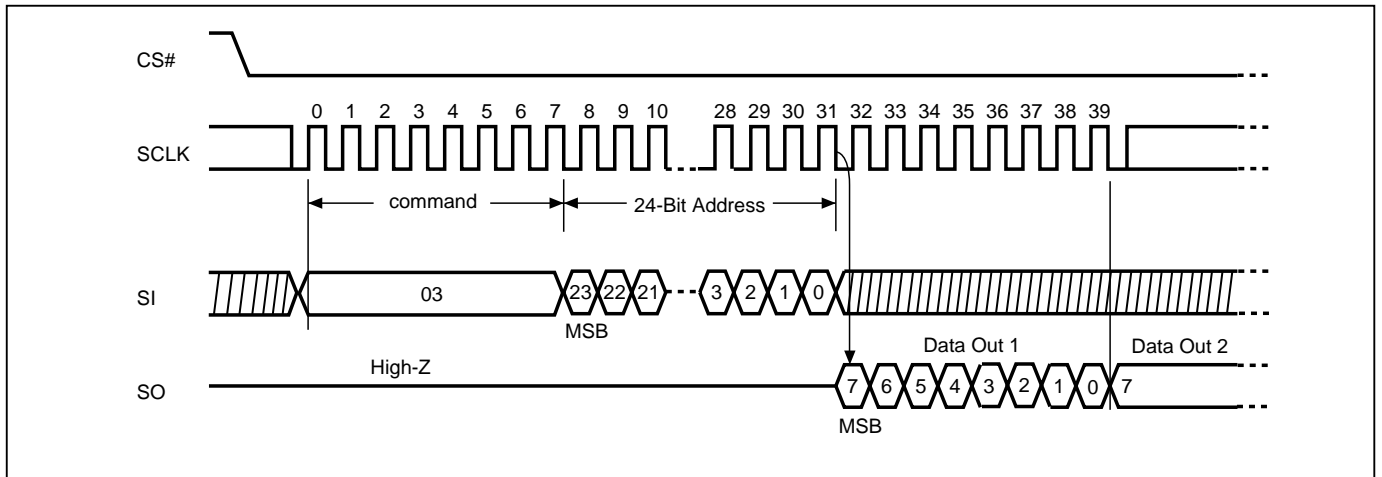 CS#
0 1 2 3 4 5 6 7 8 9 10 28 29 30 31 32 33 34 35 36 37 38 39
SCLK
command 24-Bit Address
SI 03 23 22 21 3 2 1 0
MSB
High-Z Data Out 1 Data Out 2
SO 7 6 5 4 3 2 1 0 7
MSB